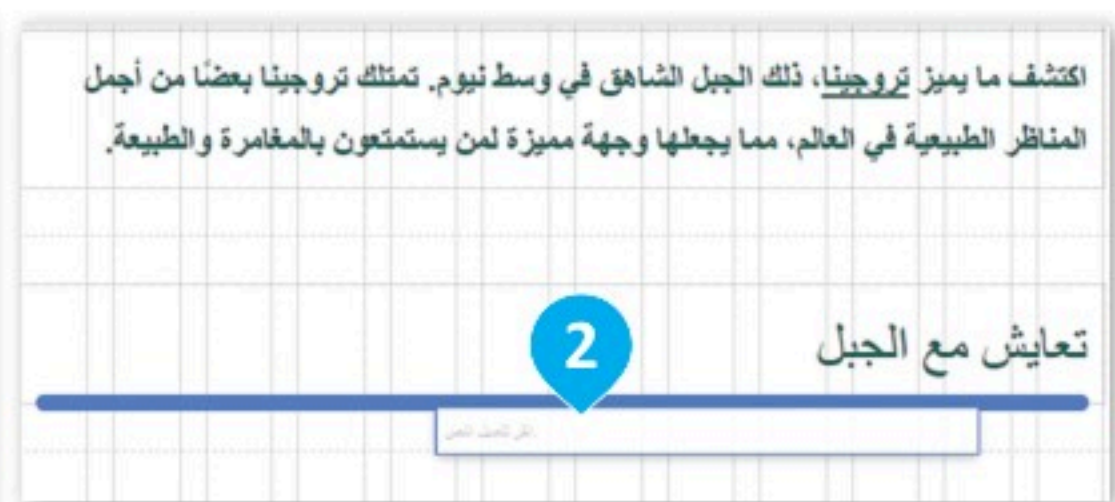 اكتشف ما يميز تروجينا، ذلك الجبل الشاهق في وسط نيوم. تمتلك تروجينا بعضًا من أجمل
المناظر الطبيعية في العالم، مما يجعلها وجهة مميزة لمن يستمتعون بالمغامرة والطبيعة.
تعايش مع الجبل
2